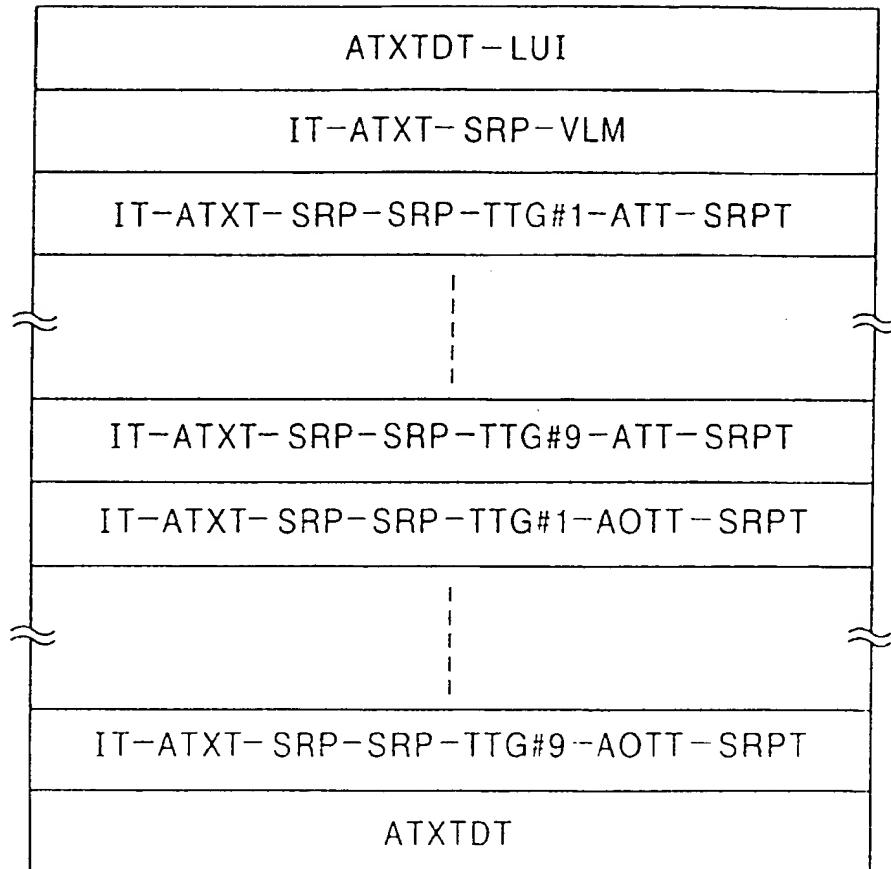 ATXTDT-LUI
IT-ATXT-SRP-VLM
IT-ATXT-SRP-SRP-TTG#1-ATT-SRPT
IT-ATXT-SRP-SRP-TTG#9-ATT-SRPT
IT-ATXT-SRP-SRP-TTG#1-AOTT-SRPT
IT-ATXT-SRP-SRP-TTG#9-AOTT-SRPT
ATXTDT